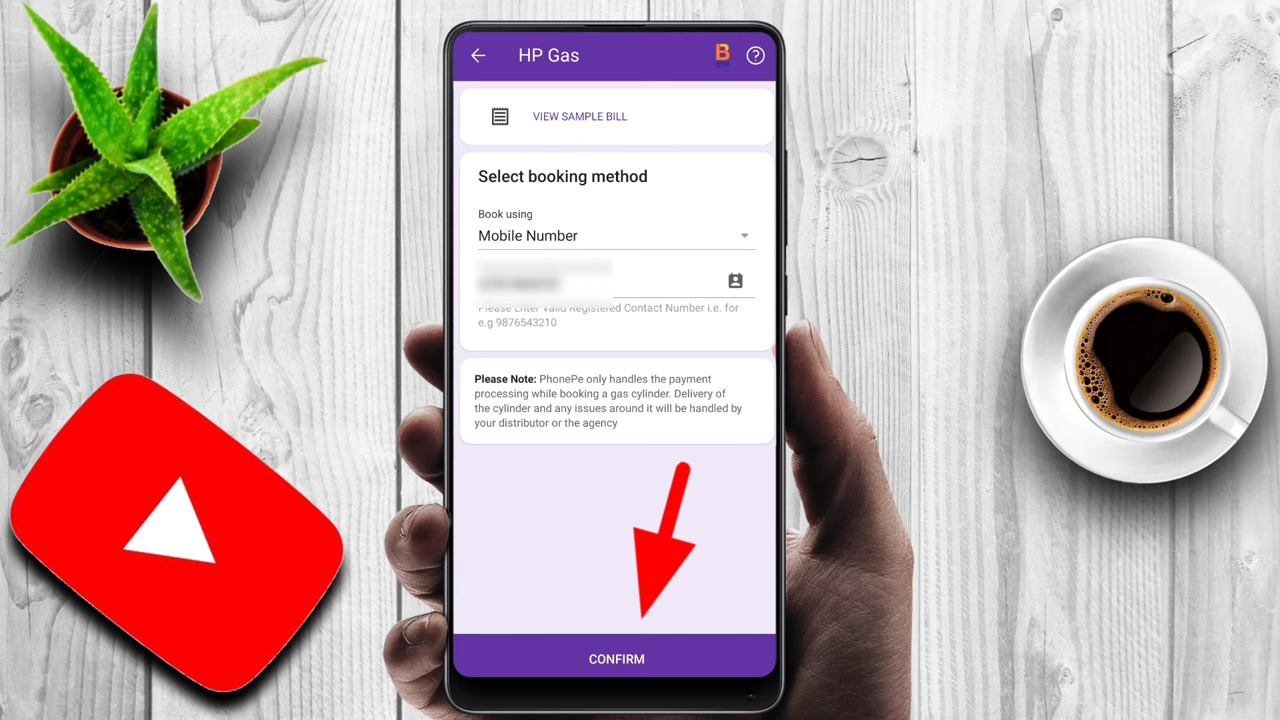 HP Gas
B
VIEW SAMPLE BILL
Select booking method
Book using
Mobile Number
Please Enter Valid Registered Contact Number i.e. for
e.g 9876543210
Please Note: PhonePe only handles the payment
processing while booking a gas cylinder. Delivery of
the cylinder and any issues around it will be handled by
your distributor or the agency
CONFIRM